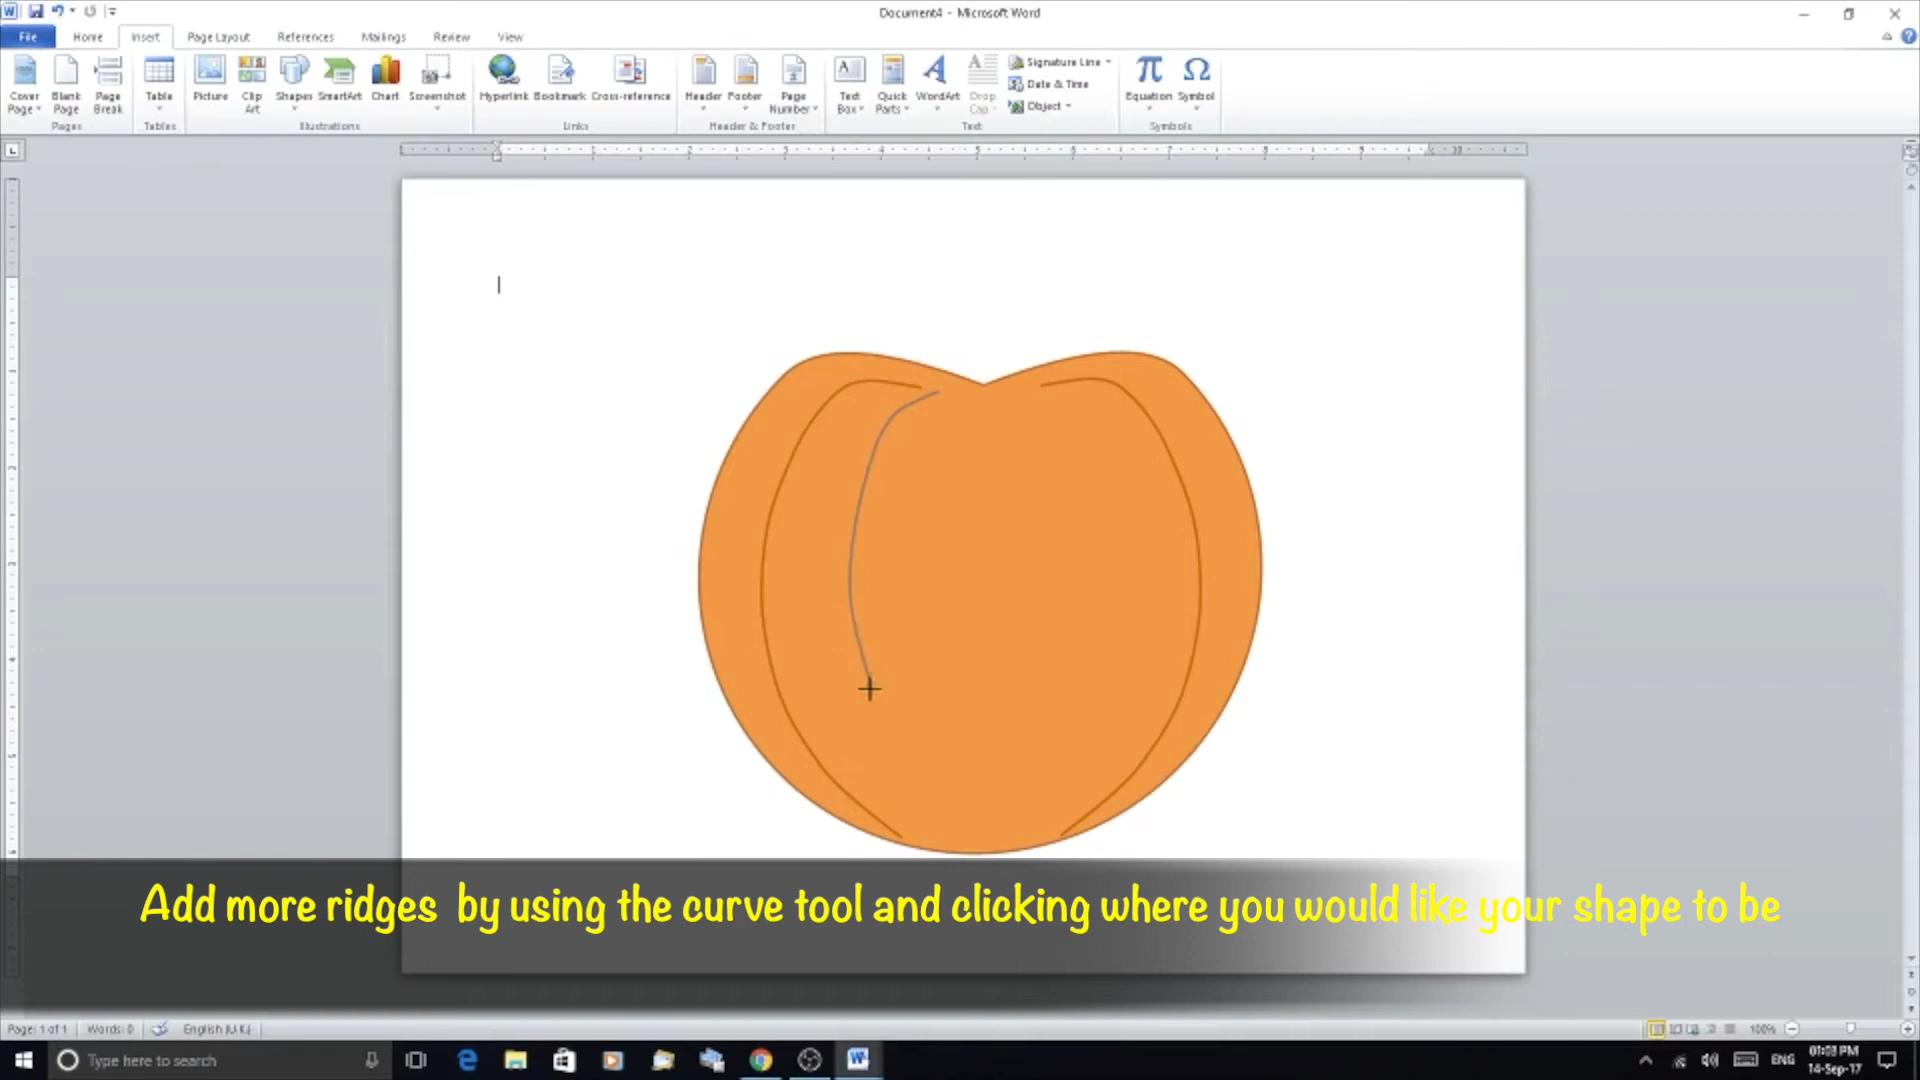 Document4 - Microsoft Word
File Home Insert Page Layout References Mailings Review View
Cover Page
Blank Page
Page Break
Table
Picture
Clip Art
Shapes
SmartArt
Chart
Screenshot
Hyperlink
Bookmark
Cross-reference
Header
Footer
Page Number
Text Box
Quick Parts
WordArt
Drop Cap
Signature Line
Date & Time
Object
Equation
Symbol
Pages Tables Illustrations Links Header & Footer Text Symbols
Add more ridges by using the curve tool and clicking where you would like your shape to be
Page: 1 of 1 Words: 0 English (U.K.) 100%
Type here to search
ENG
01:03 PM
14-Sep-17